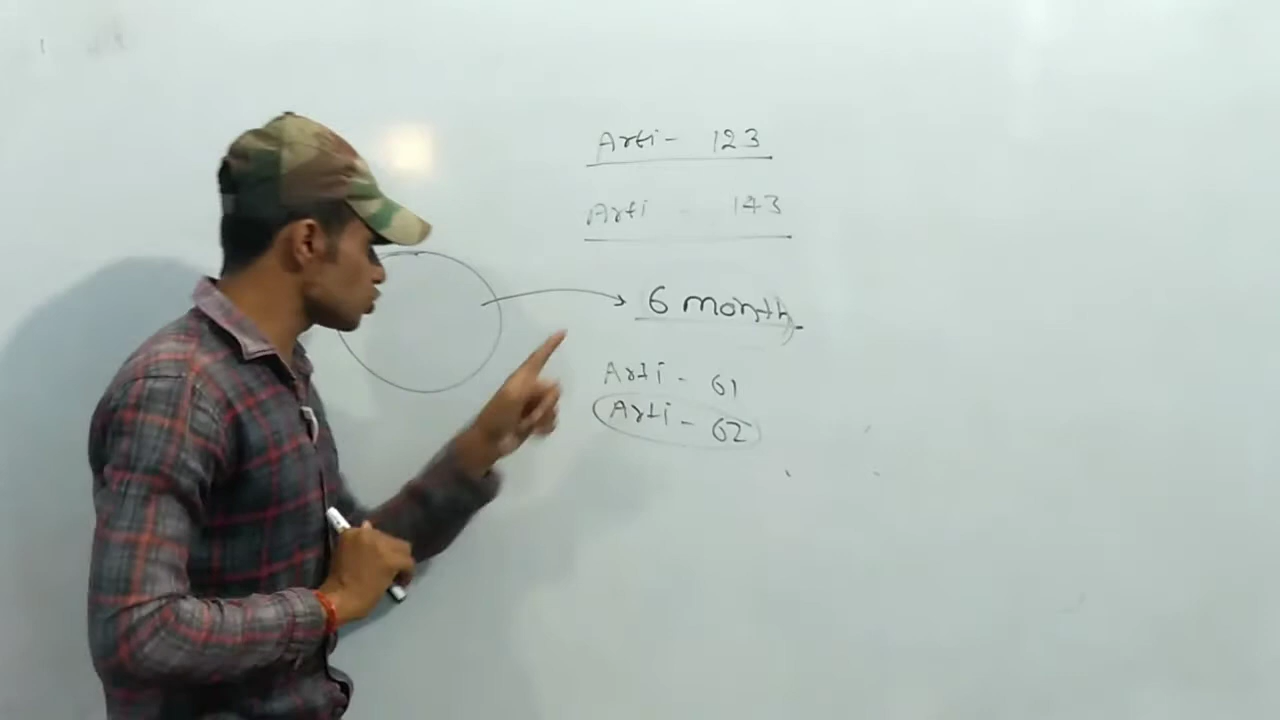 Arti - 123
Arti - 143
6 month
Arti - 61
Arti - 62